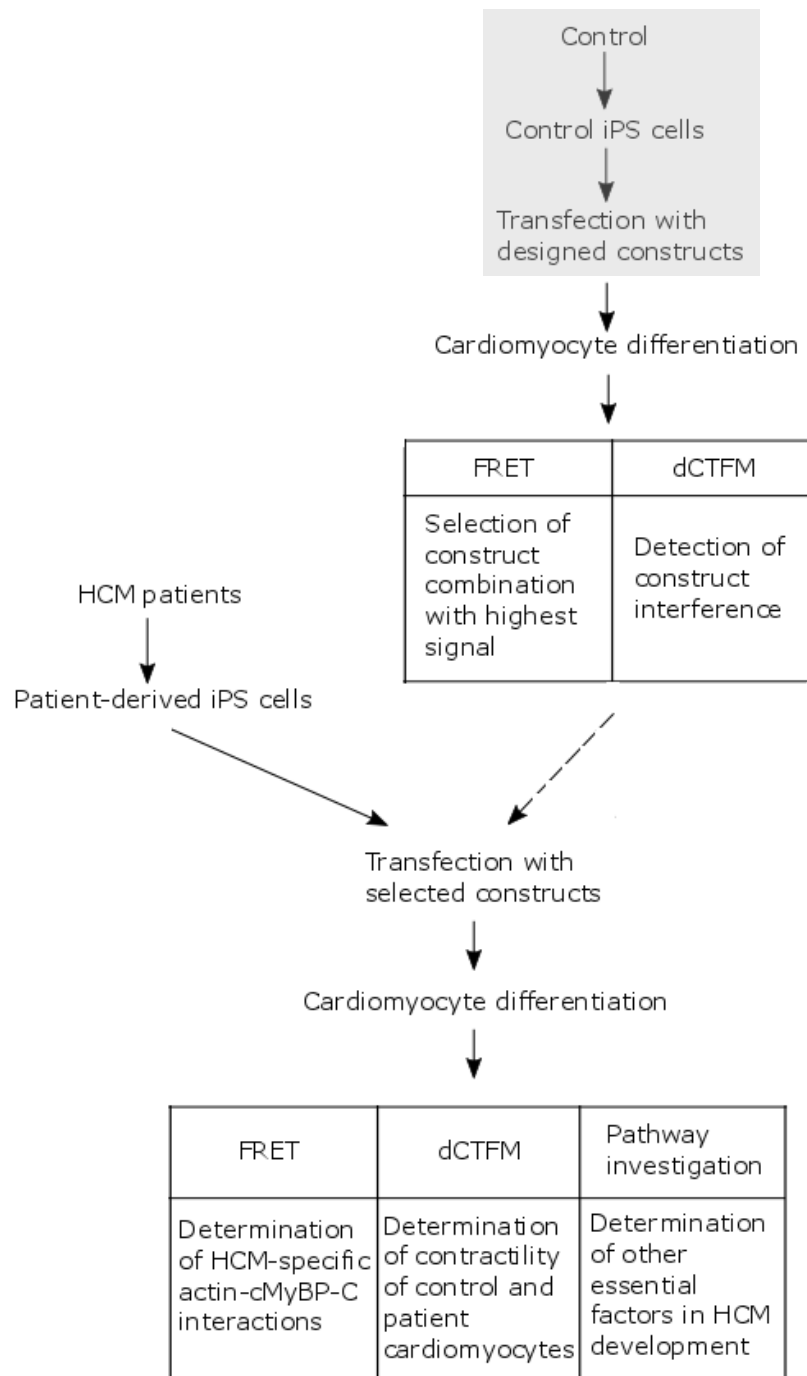 Control
Control iPS cells
Transfection with
designed constructs
Cardiomyocyte differentiation
FRET
dCTFM
Selection of
construct
combination
with highest
signal
Detection of
construct
interference
HCM patients
Patient-derived iPS cells
Transfection with
selected constructs
Cardiomyocyte differentiation
FRET
dCTFM
Pathway
investigation
Determination
of HCM-specific
actin-cMyBP-C
interactions
Determination
of contractility
of control and
patient
cardiomyocytes
Determination
of other
essential
factors in HCM
development